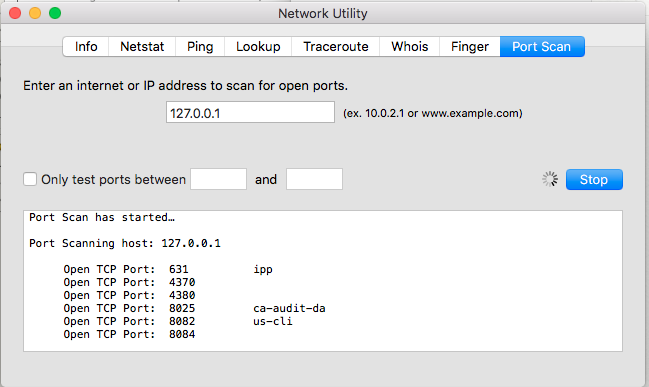 Network Utility
Info Netstat Ping Lookup Traceroute Whois Finger Port Scan
Enter an internet or IP address to scan for open ports.
127.0.0.1 (ex. 10.0.2.1 or www.example.com)
Only test ports between and Stop
Port Scan has started…
Port Scanning host: 127.0.0.1
Open TCP Port: 631 ipp
Open TCP Port: 4370
Open TCP Port: 4380
Open TCP Port: 8025 ca-audit-da
Open TCP Port: 8082 us-cli
Open TCP Port: 8084